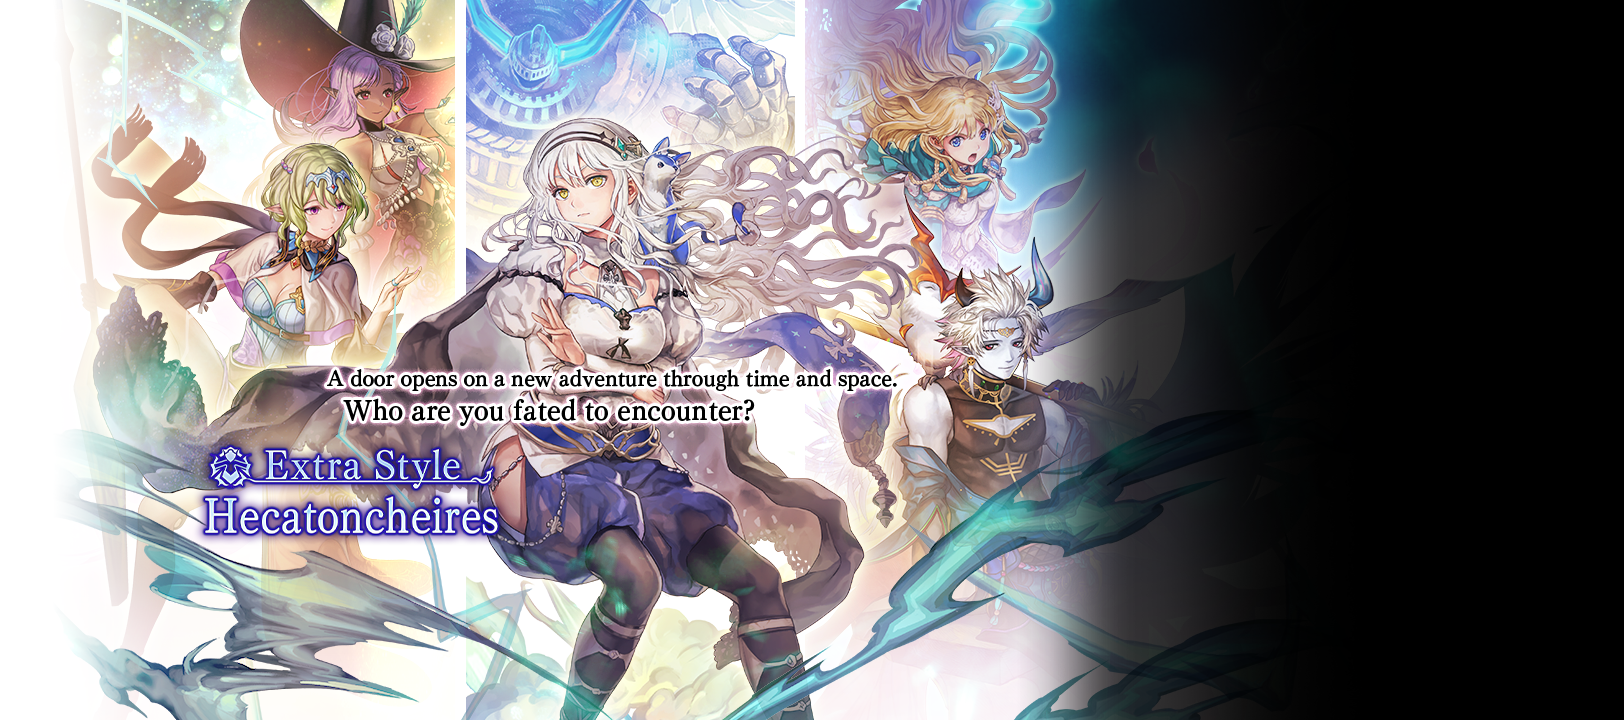 A door opens on a new adventure through time and space.
Who are you fated to encounter?
Extra Style
Hecatoncheires